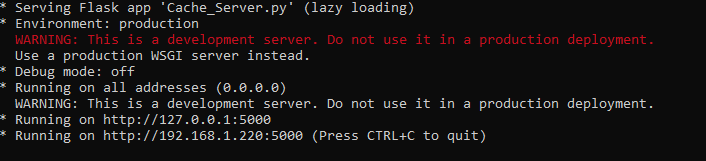 * Serving Flask app 'Cache_Server.py' (lazy loading)
* Environment: production
WARNING: This is a development server. Do not use it in a production deployment.
Use a production WSGI server instead.
* Debug mode: off
* Running on all addresses (0.0.0.0)
WARNING: This is a development server. Do not use it in a production deployment.
* Running on http://127.0.0.1:5000
* Running on http://192.168.1.220:5000 (Press CTRL+C to quit)